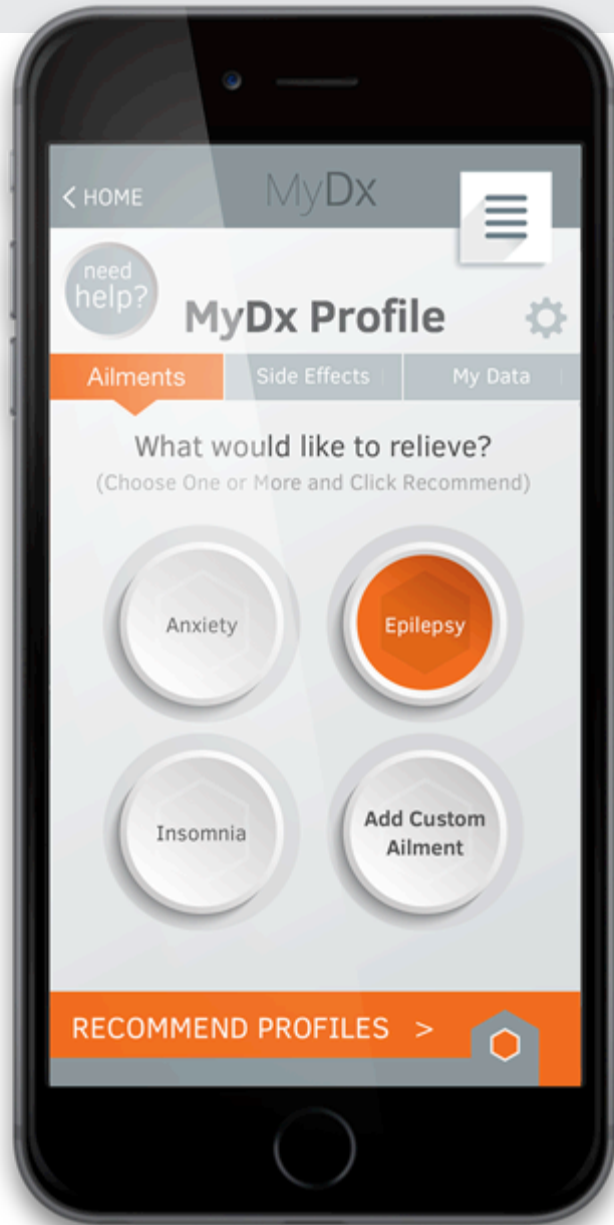 < HOME
MyDx
need
help?
MyDx Profile
Ailments
Side Effects
My Data
What would like to relieve?
(Choose One or More and Click Recommend)
Anxiety
Epilepsy
Insomnia
Add Custom
Ailment
RECOMMEND PROFILES >